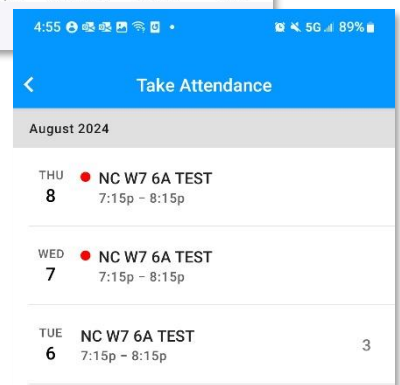 4:55 5G 89%
Take Attendance
August 2024
THU NC W7 6A TEST
8 7:15p - 8:15p
WED NC W7 6A TEST
7 7:15p - 8:15p
TUE NC W7 6A TEST 3
6 7:15p - 8:15p